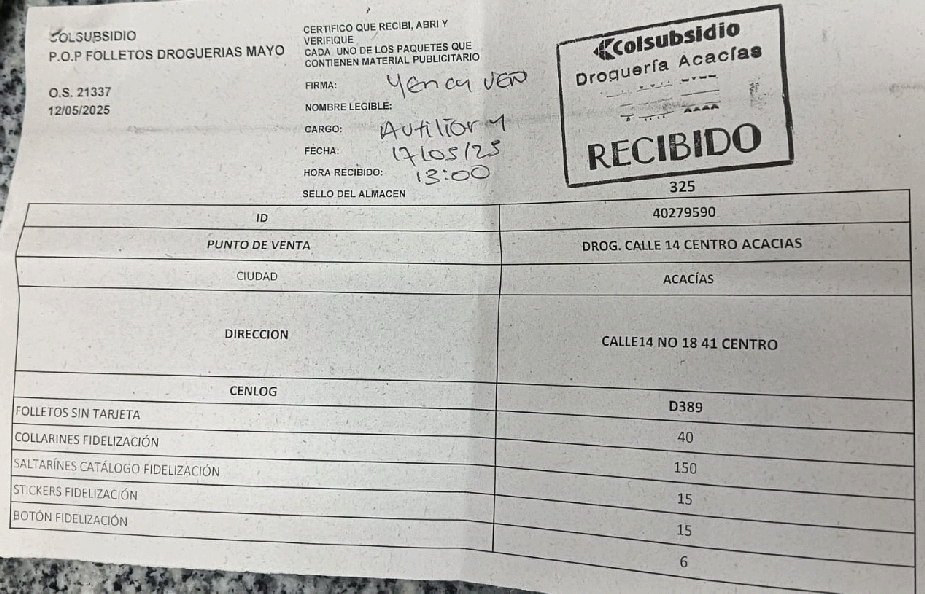 COLSUBSIDIO
P.O.P FOLLETOS DROGUERIAS MAYO
O.S. 21337
12/05/2025
CERTIFICO QUE RECIBI, ABRI Y
VERIFIQUE
CADA UNO DE LOS PAQUETES QUE
CONTIENEN MATERIAL PUBLICITARIO
FIRMA:
NOMBRE LEGIBLE:
CARGO:
FECHA: 17/05/25
HORA RECIBIDO: 13:00
SELLO DEL ALMACEN
Colsubsidio
Droguería Acacías
RECIBIDO
325
ID 40279590
PUNTO DE VENTA DROG. CALLE 14 CENTRO ACACIAS
CIUDAD ACACÍAS
DIRECCION CALLE14 NO 18 41 CENTRO
CENLOG D389
FOLLETOS SIN TARJETA 40
COLLARINES FIDELIZACIÓN 150
SALTARÍNES CATÁLOGO FIDELIZACIÓN 15
STICKERS FIDELIZACIÓN 15
BOTÓN FIDELIZACIÓN 6